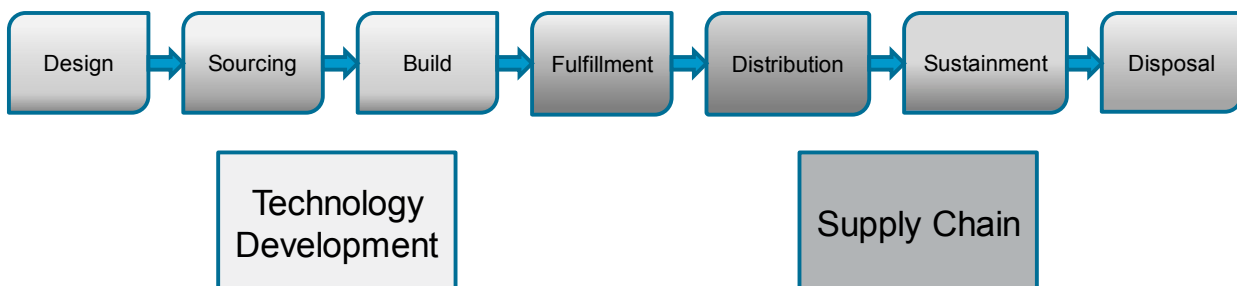 Design
Sourcing
Build
Fulfillment
Distribution
Sustainment
Disposal
Technology
Development
Supply Chain